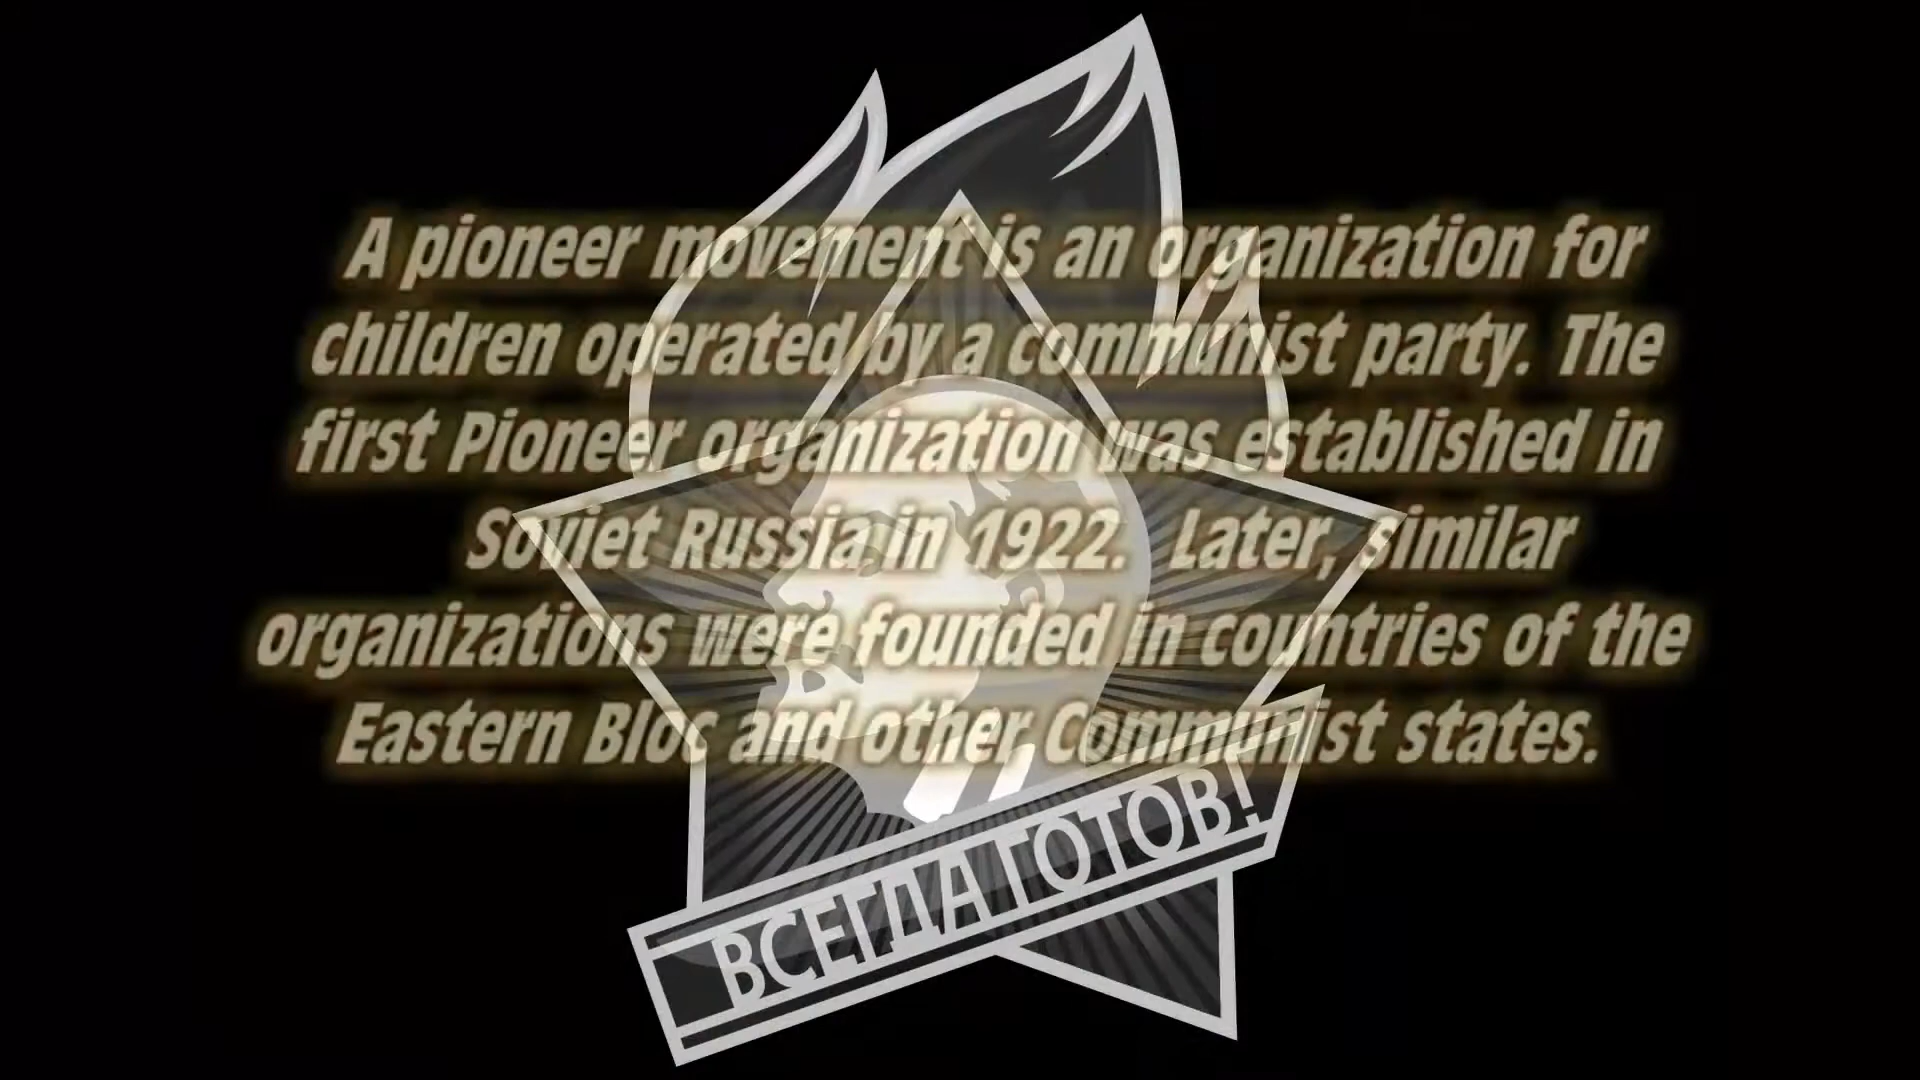 A pioneer movement is an organization for
children operated by a communist party. The
first Pioneer organization was established in
Soviet Russia in 1922. Later, similar
organizations were founded in countries of the
Eastern Bloc and other Communist states.
ВСЕГДА ГОТОВ!